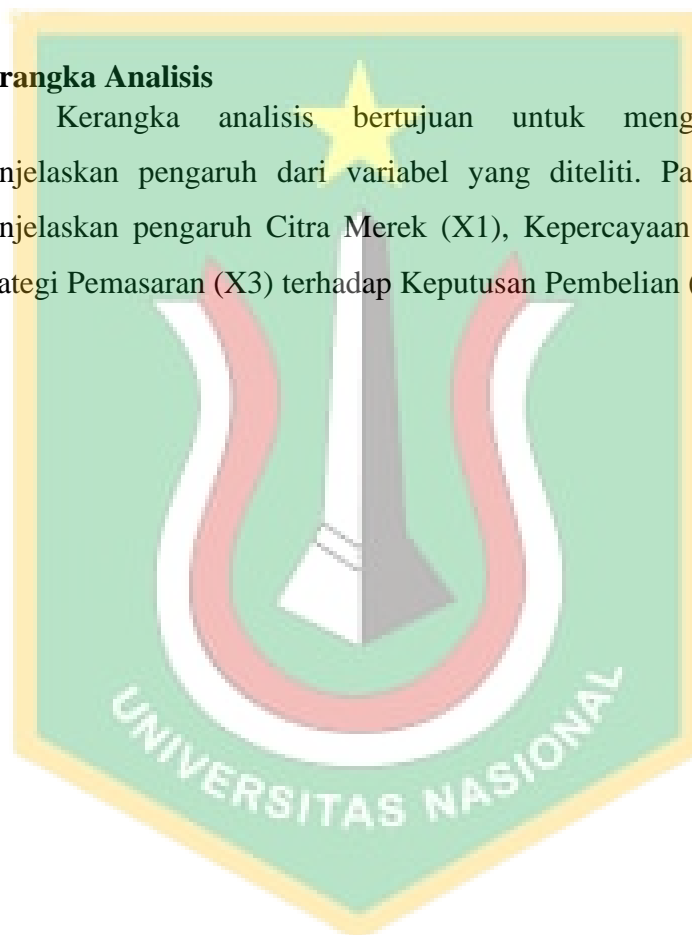 rangka Analisis
Kerangka analisis bertujuan untuk meng
njelaskan pengaruh dari variabel yang diteliti. Pa
njelaskan pengaruh Citra Merek (X1), Kepercayaan
ategi Pemasaran (X3) terhadap Keputusan Pembelian (
UNIVERSITAS NASIONAL